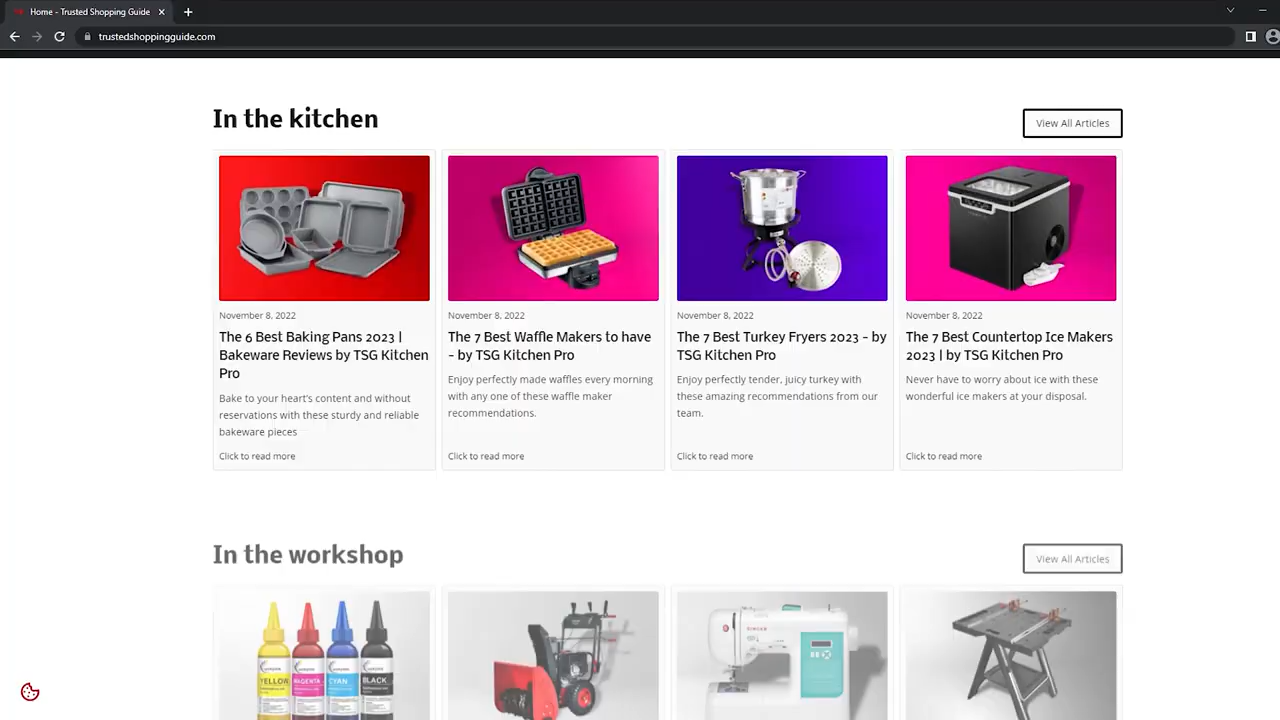 Home - Trusted Shopping Guide
trustedshoppingguide.com
In the kitchen
View All Articles
November 8, 2022
The 6 Best Baking Pans 2023 |
Bakeware Reviews by TSG Kitchen
Pro
Bake to your heart's content and without
reservations with these sturdy and reliable
bakeware pieces
Click to read more
November 8, 2022
The 7 Best Waffle Makers to have
- by TSG Kitchen Pro
Enjoy perfectly made waffles every morning
with any one of these waffle maker
recommendations.
Click to read more
November 8, 2022
The 7 Best Turkey Fryers 2023 - by
TSG Kitchen Pro
Enjoy perfectly tender, juicy turkey with
these amazing recommendations from our
team.
Click to read more
November 8, 2022
The 7 Best Countertop Ice Makers
2023 | by TSG Kitchen Pro
Never have to worry about ice with these
wonderful ice makers at your disposal.
Click to read more
In the workshop
View All Articles
YELLOW
MAGENTA
CYAN
BLACK
SINGER